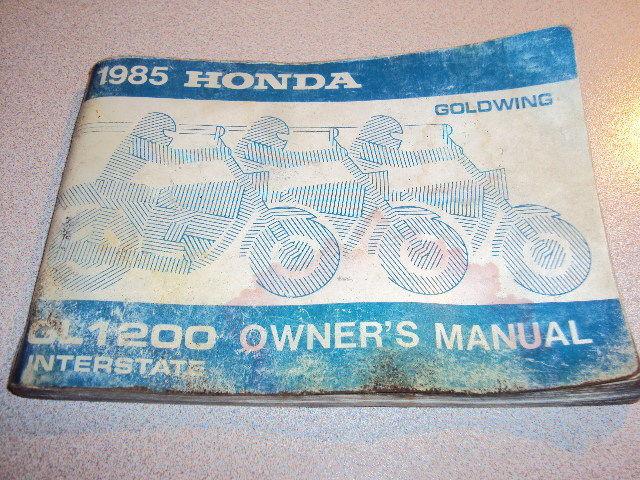 1985 HONDA
GOLDWING
GL1200 OWNER'S MANUAL
INTERSTATE